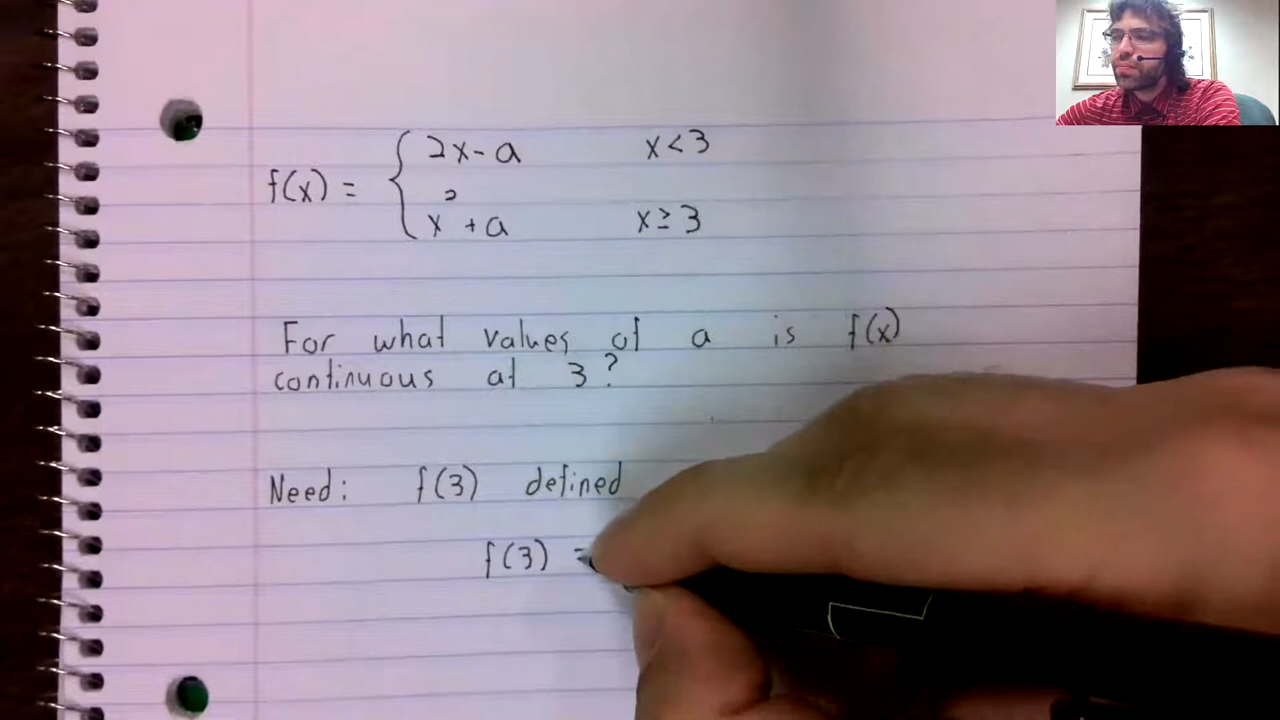 f(x) = { 2x - a   x < 3
x² + a   x ≥ 3
For what values of a is f(x)
continuous at 3?
Need: f(3) defined
f(3) =